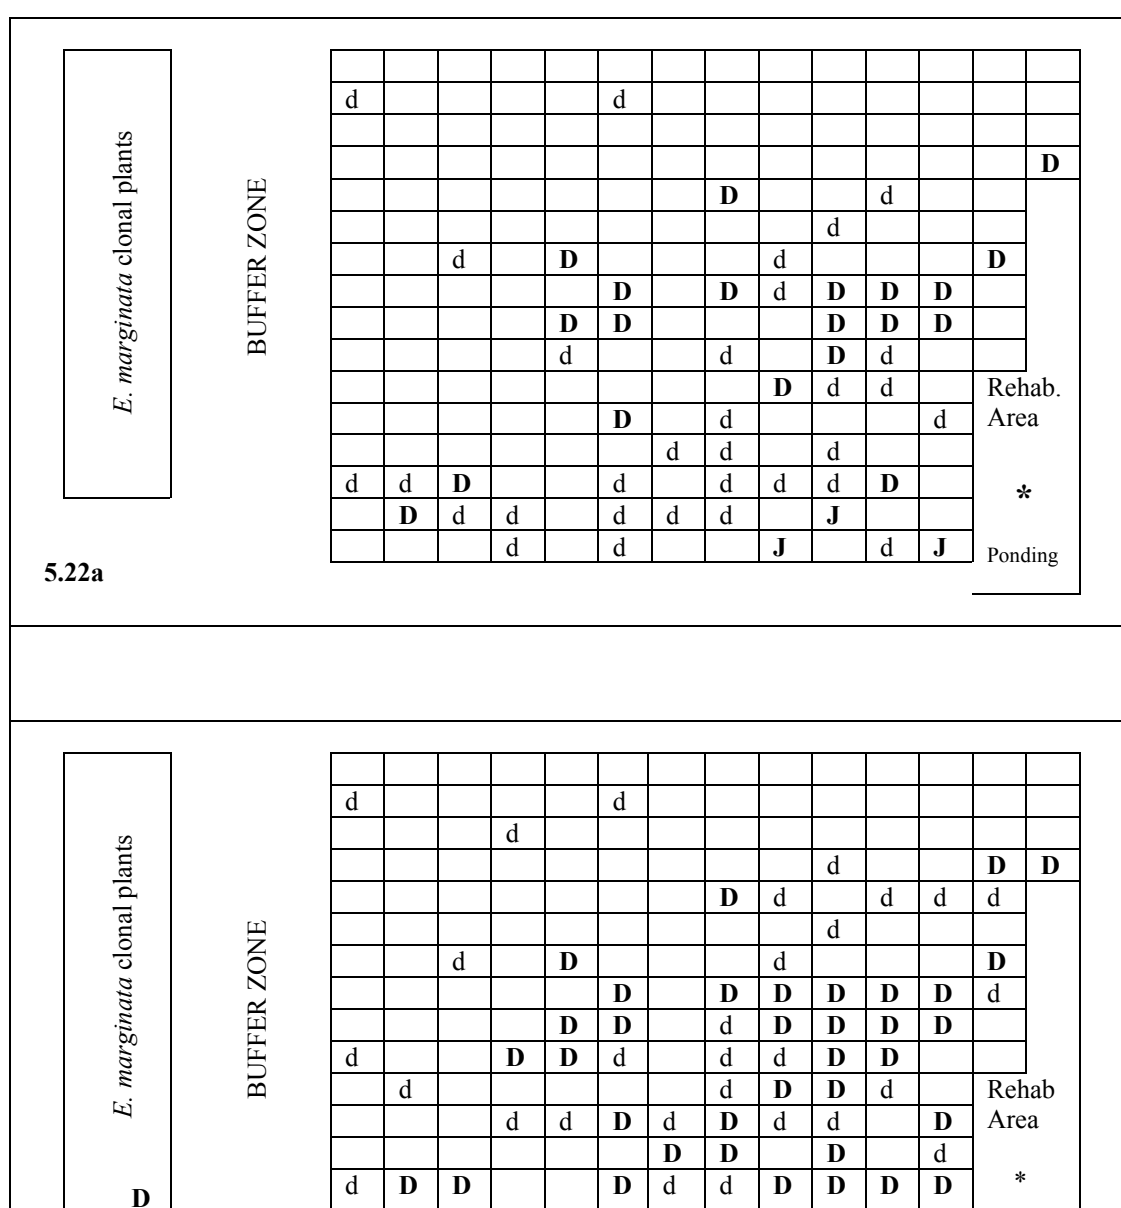 E. marginata clonal plants
BUFFER ZONE
d d
D
D d
d
d D d D
D D d D D D
D D D D D
d d D d
D d d Rehab.
D d d Area
d d d
d d D d d d d D *
D d d d d d J
d d J d J Ponding
5.22a
E. marginata clonal plants
BUFFER ZONE
d d
d
d D D
D d d d d
d
d D d D
D D D D D D d
D D d D D D D
d D D d d d D D
d d D D d Rehab
d d D d D d d D Area
D D D d
D d D D D d d D D D D *